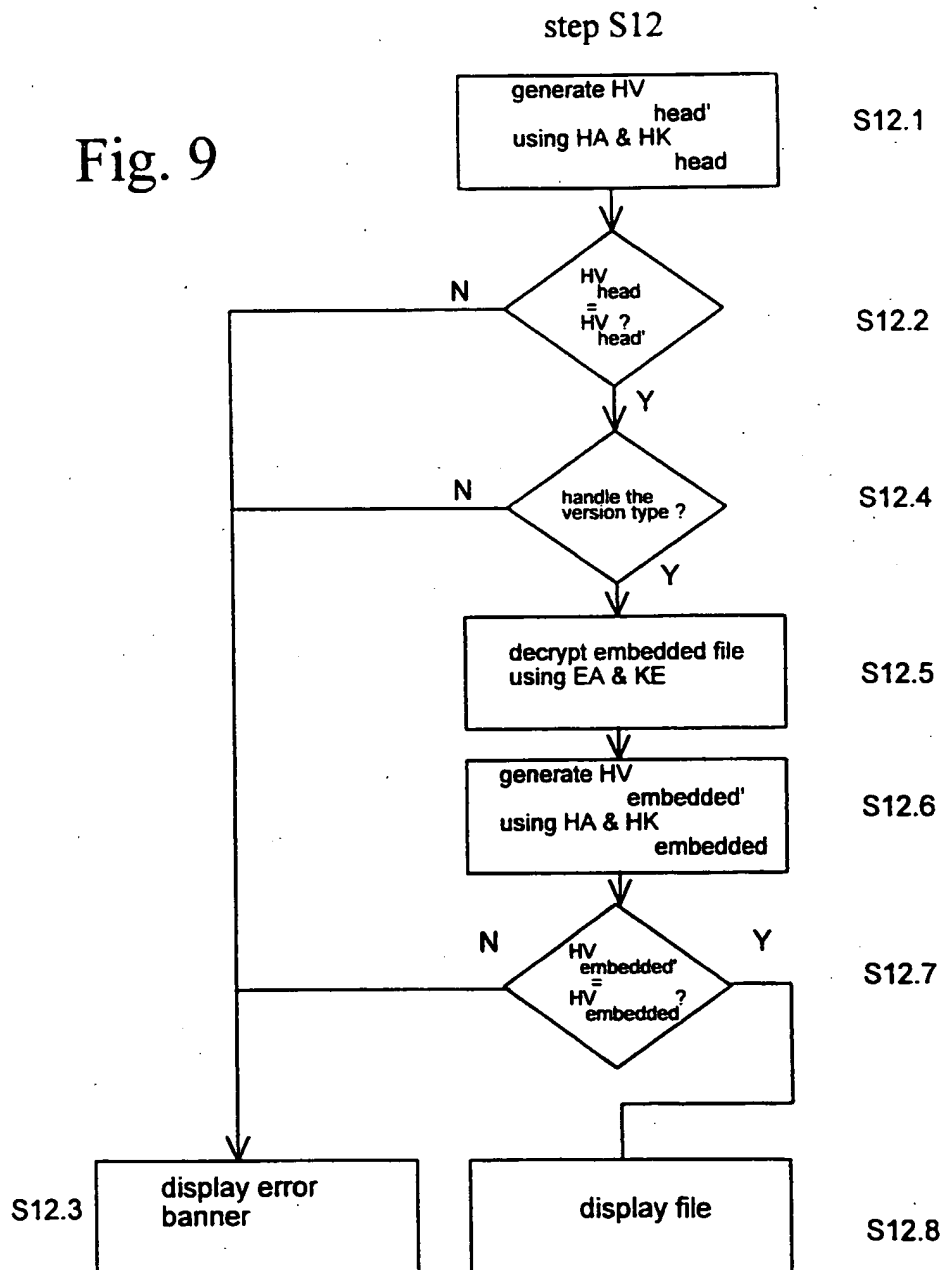 step S12
Fig. 9
generate HV
head'
using HA & HK
head
S12.1
N
HV
head
=
HV ?
head'
S12.2
Y
N
handle the
version type ?
S12.4
Y
decrypt embedded file
using EA & KE
S12.5
generate HV
embedded'
using HA & HK
embedded
S12.6
N
HV
embedded'
=
HV ?
embedded
Y
S12.7
S12.3
display error
banner
display file
S12.8